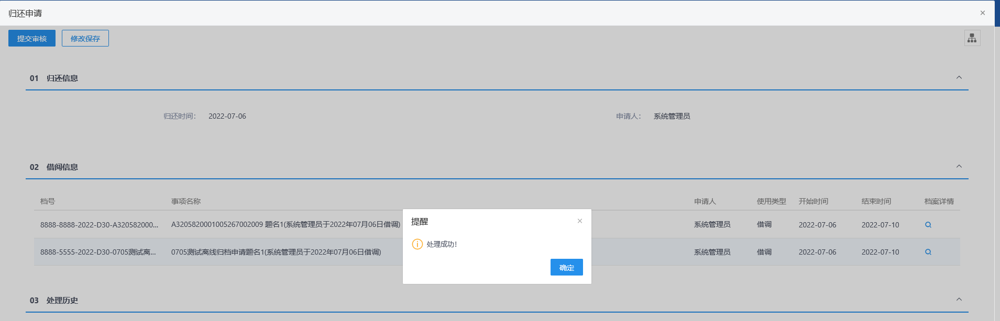 归还申请
提交审核 修改保存
01 归还信息
归还时间： 2022-07-06 申请人： 系统管理员
02 借阅信息
档号 事项名称 申请人 使用类型 开始时间 结束时间 档案详情
8888-8888-2022-D30-A320582000... A3205820001005267002009 题名1(系统管理员于2022年07月06日借调) 系统管理员 借调 2022-07-06 2022-07-10
8888-5555-2022-D30-0705测试离... 0705测试离线归档申请题名1(系统管理员于2022年07月06日借调) 系统管理员 借调 2022-07-06 2022-07-10
提醒
处理成功!
确定
03 处理历史